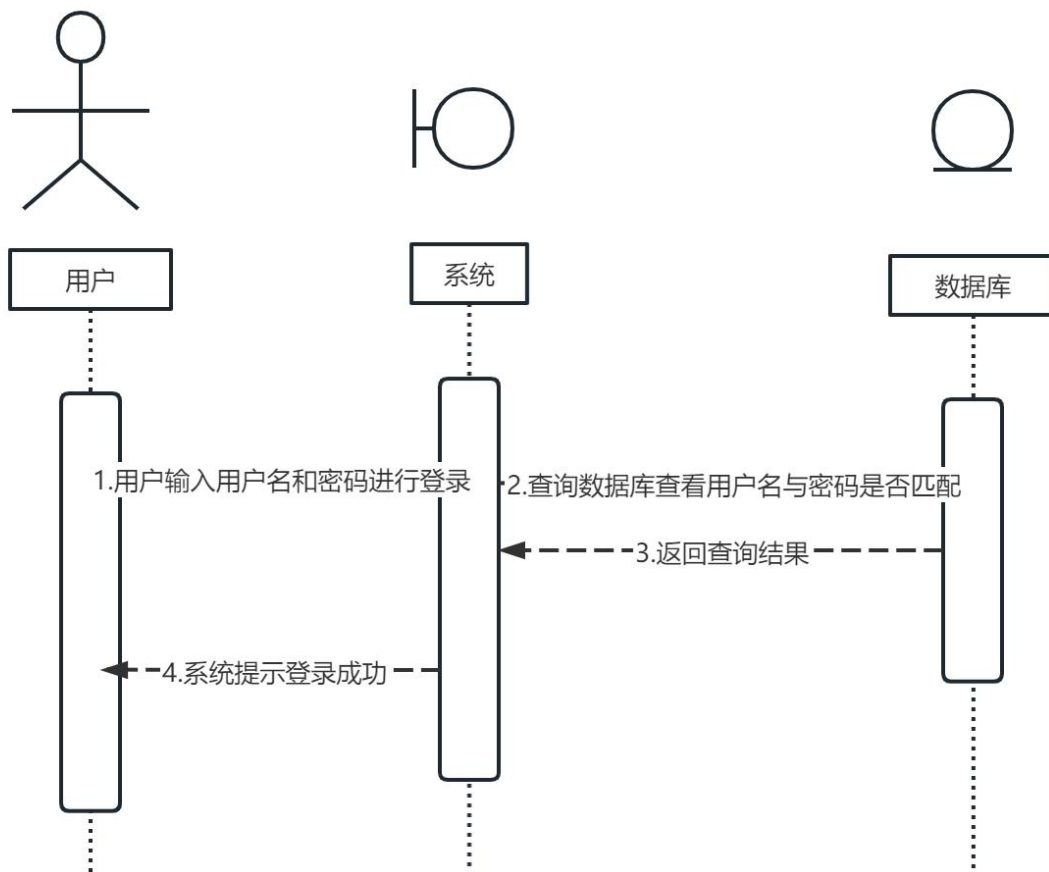 用户
系统
数据库
1.用户输入用户名和密码进行登录
2.查询数据库查看用户名与密码是否匹配
3.返回查询结果
4.系统提示登录成功